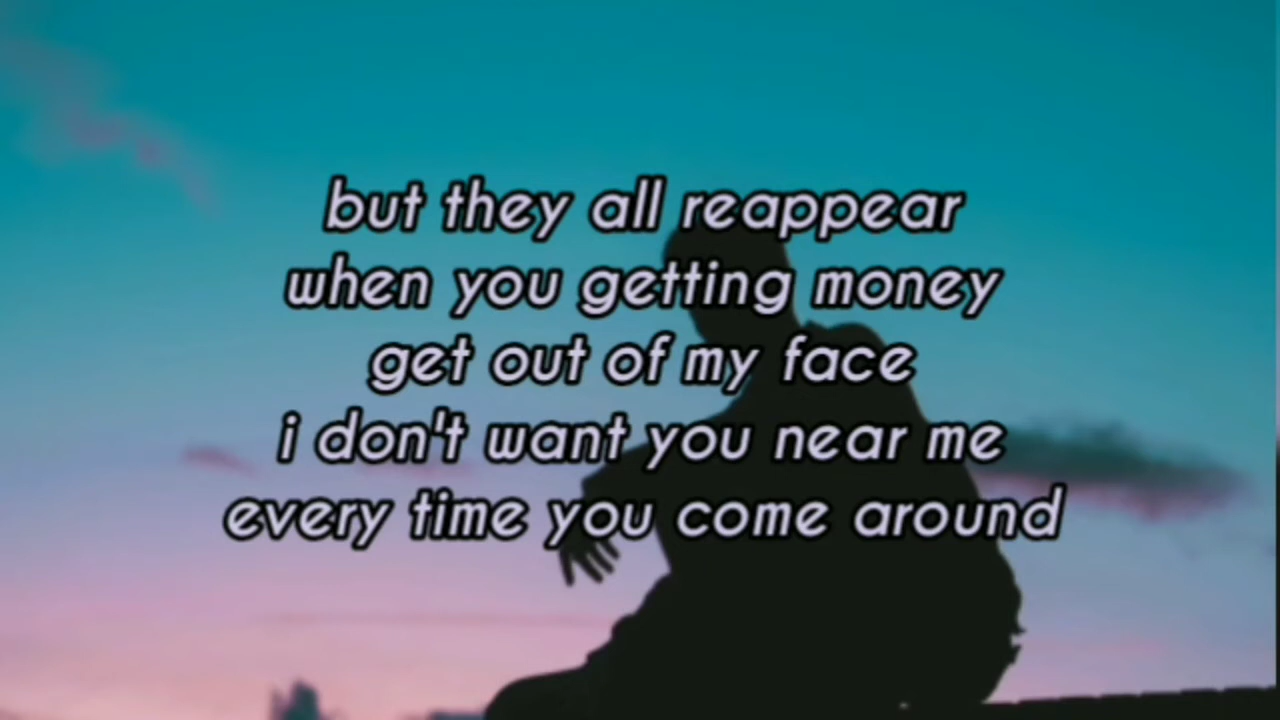 but they all reappear
when you getting money
get out of my face
i don't want you near me
every time you come around